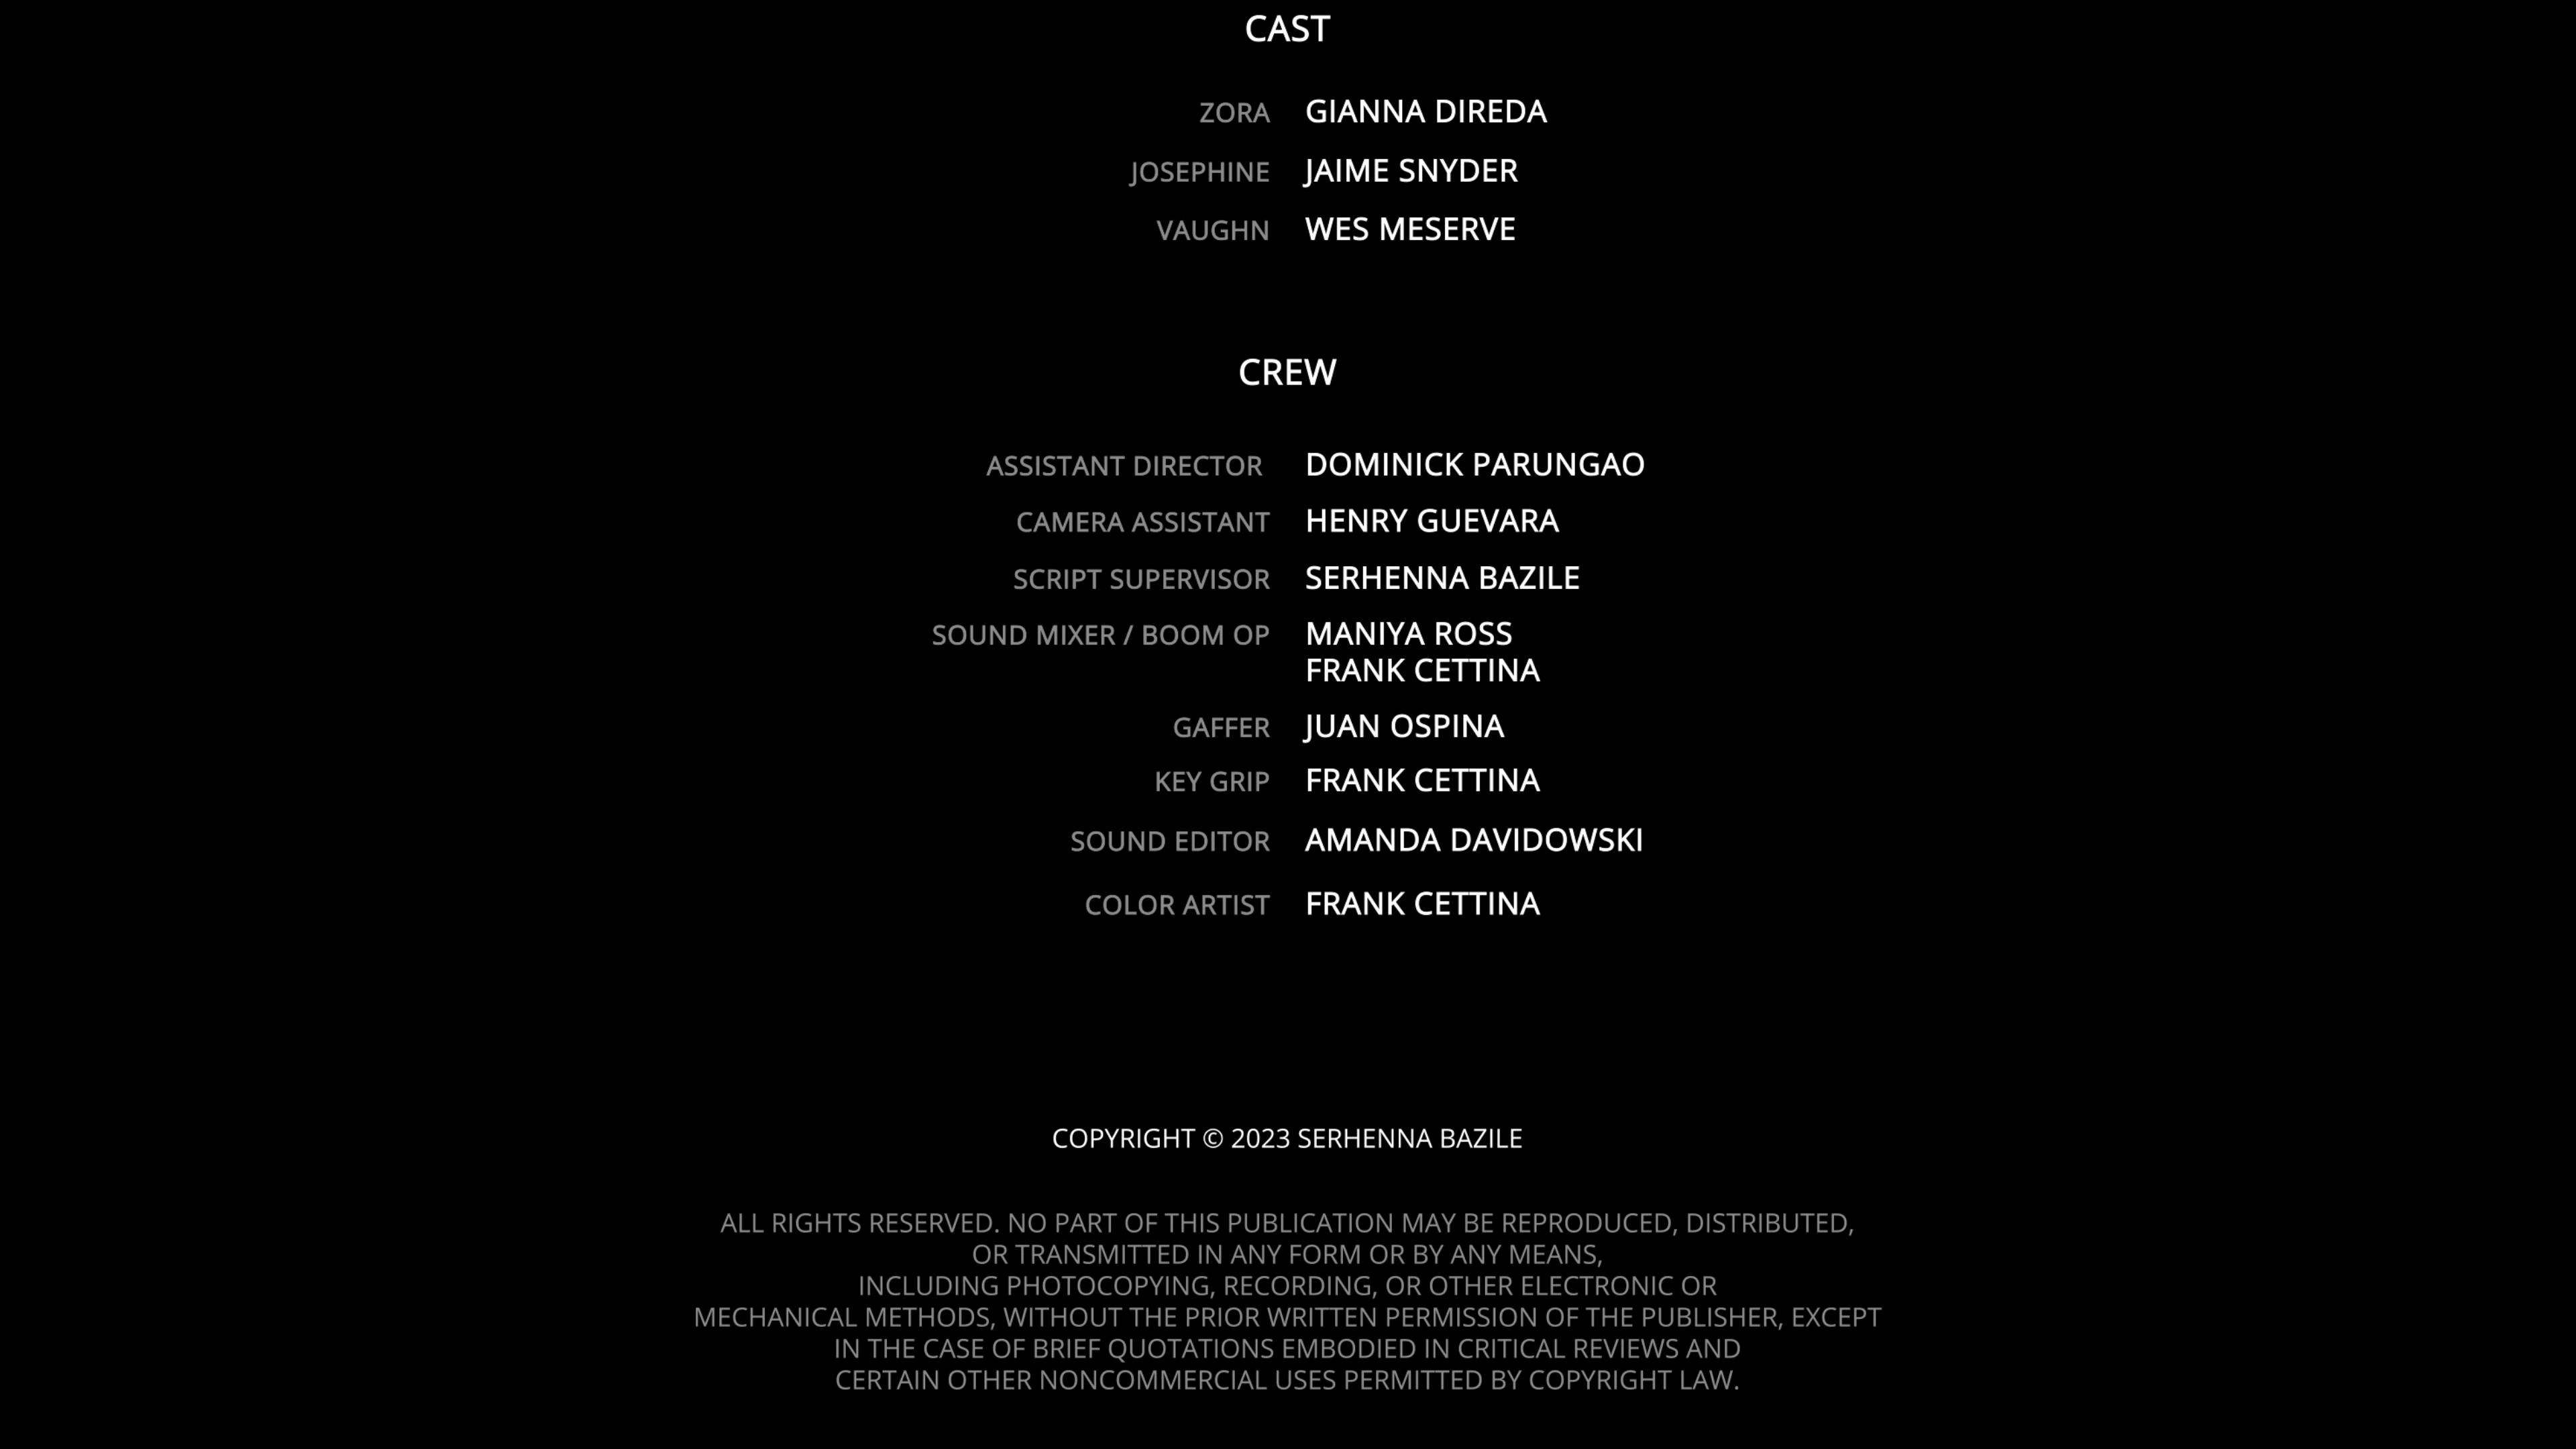 CAST
ZORA GIANNA DIREDA
JOSEPHINE JAIME SNYDER
VAUGHN WES MESERVE
CREW
ASSISTANT DIRECTOR DOMINICK PARUNGAO
CAMERA ASSISTANT HENRY GUEVARA
SCRIPT SUPERVISOR SERHENNA BAZILE
SOUND MIXER / BOOM OP MANIYA ROSS
FRANK CETTINA
GAFFER JUAN OSPINA
KEY GRIP FRANK CETTINA
SOUND EDITOR AMANDA DAVIDOWSKI
COLOR ARTIST FRANK CETTINA
COPYRIGHT © 2023 SERHENNA BAZILE
ALL RIGHTS RESERVED. NO PART OF THIS PUBLICATION MAY BE REPRODUCED, DISTRIBUTED,
OR TRANSMITTED IN ANY FORM OR BY ANY MEANS,
INCLUDING PHOTOCOPYING, RECORDING, OR OTHER ELECTRONIC OR
MECHANICAL METHODS, WITHOUT THE PRIOR WRITTEN PERMISSION OF THE PUBLISHER, EXCEPT
IN THE CASE OF BRIEF QUOTATIONS EMBODIED IN CRITICAL REVIEWS AND
CERTAIN OTHER NONCOMMERCIAL USES PERMITTED BY COPYRIGHT LAW.